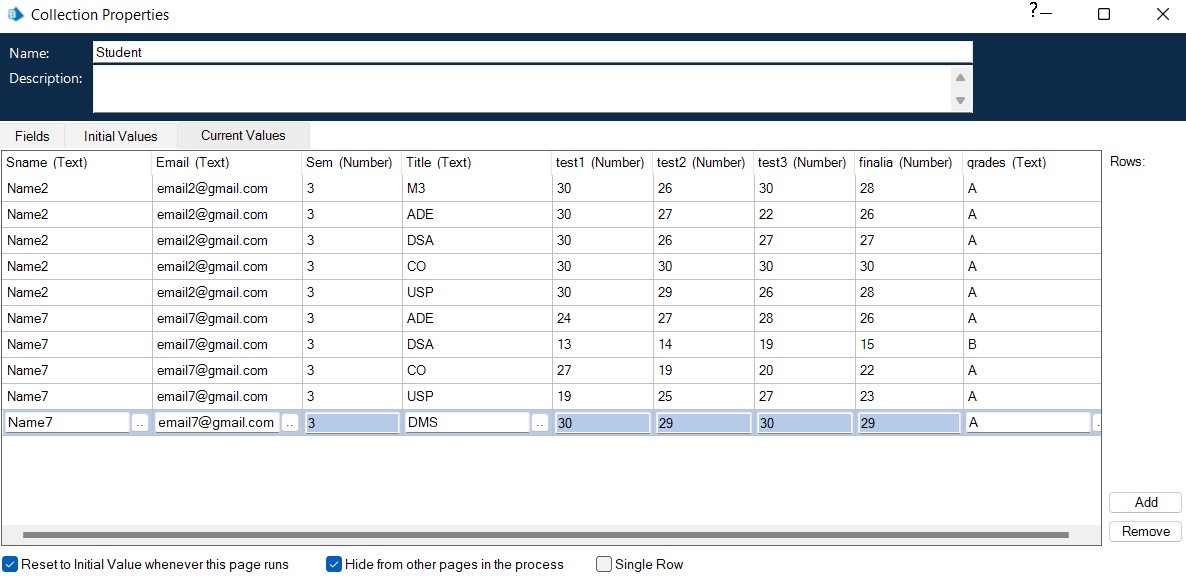 Collection Properties
Name: Student
Description:
Fields Initial Values Current Values
Sname (Text) Email (Text) Sem (Number) Title (Text) test1 (Number) test2 (Number) test3 (Number) finalia (Number) grades (Text) Rows:
Name2 email2@gmail.com 3 M3 30 26 30 28 A
Name2 email2@gmail.com 3 ADE 30 27 22 26 A
Name2 email2@gmail.com 3 DSA 30 26 27 27 A
Name2 email2@gmail.com 3 CO 30 30 30 30 A
Name2 email2@gmail.com 3 USP 30 29 26 28 A
Name7 email7@gmail.com 3 ADE 24 27 28 26 A
Name7 email7@gmail.com 3 DSA 13 14 19 15 B
Name7 email7@gmail.com 3 CO 27 19 20 22 A
Name7 email7@gmail.com 3 USP 19 25 27 23 A
Name7 .. email7@gmail.com .. 3 DMS .. 30 29 30 29 A ..
Add
Remove
Reset to Initial Value whenever this page runs Hide from other pages in the process Single Row